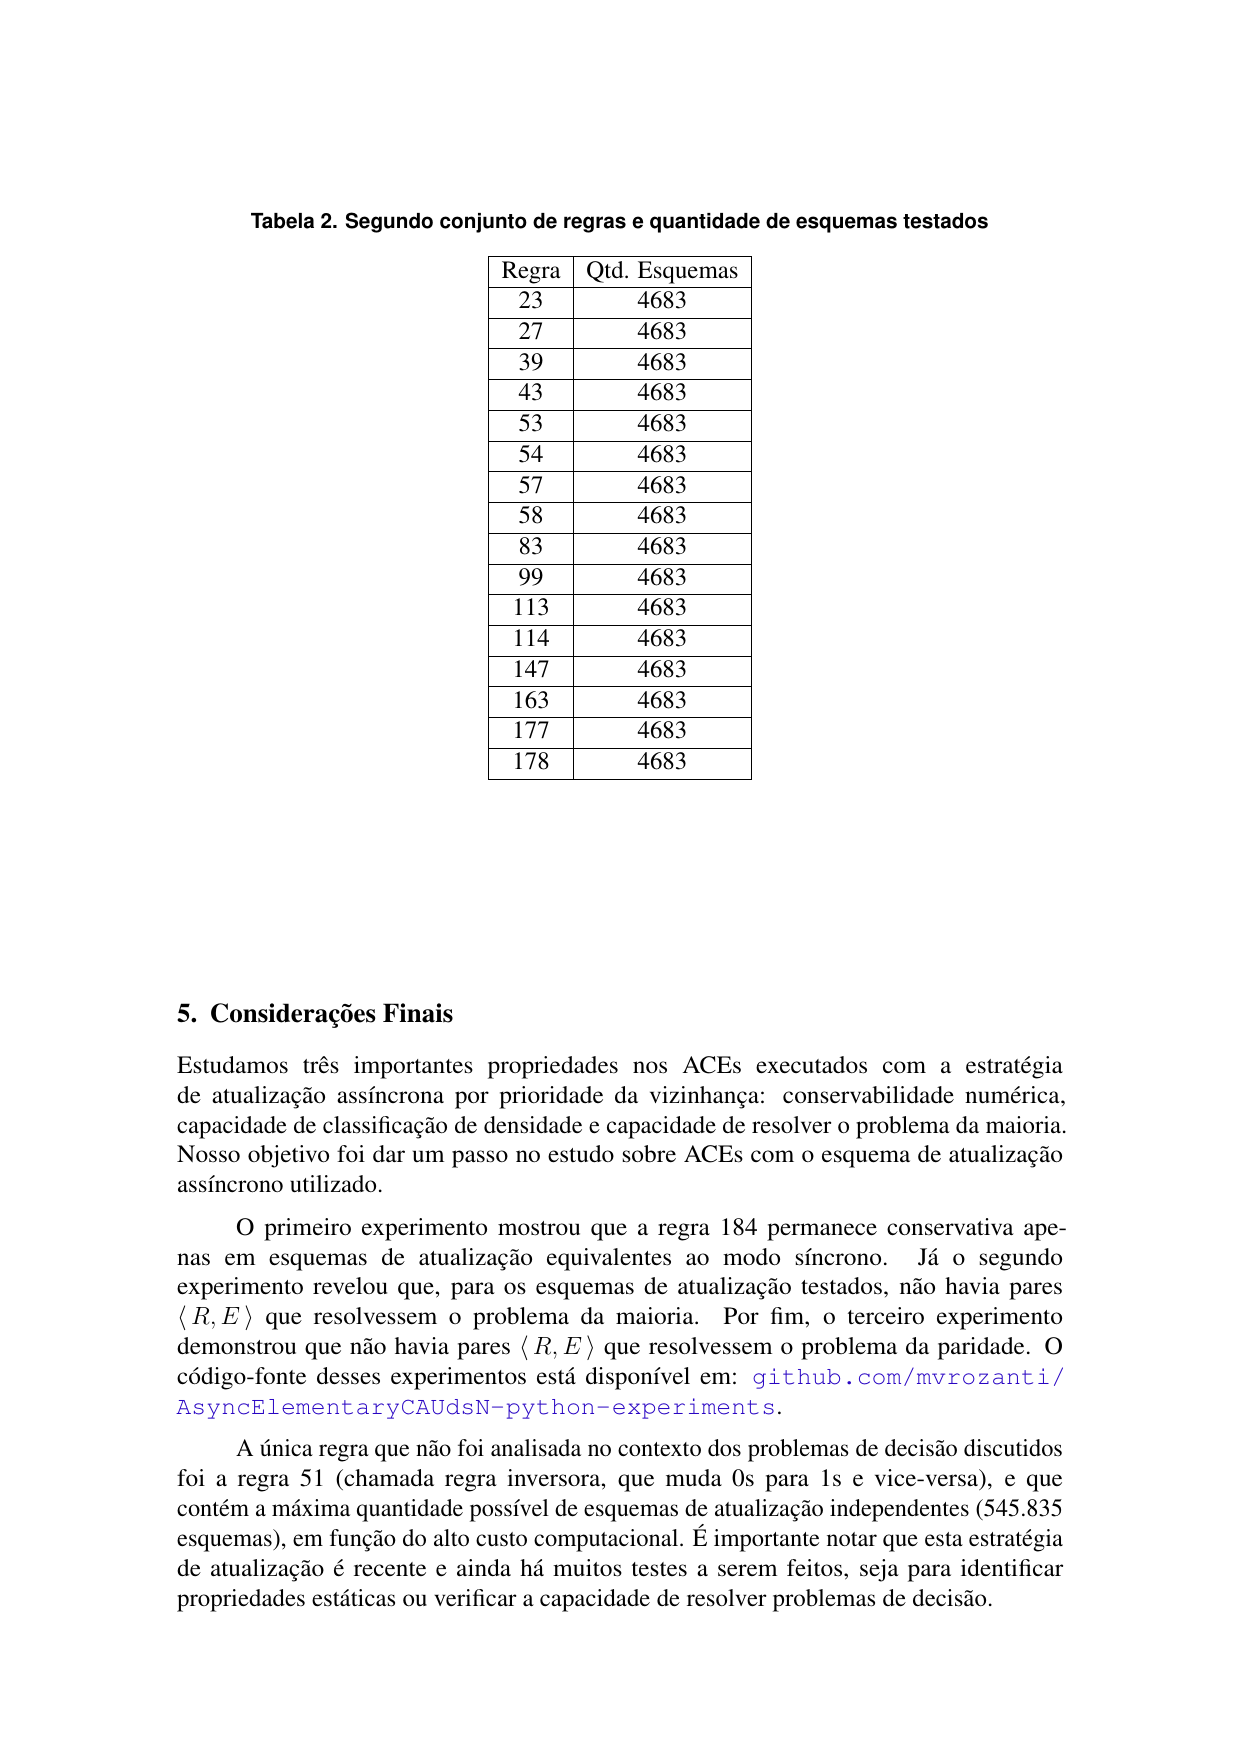 Tabela 2. Segundo conjunto de regras e quantidade de esquemas testados
Regra Qtd. Esquemas
23 4683
27 4683
39 4683
43 4683
53 4683
54 4683
57 4683
58 4683
83 4683
99 4683
113 4683
114 4683
147 4683
163 4683
177 4683
178 4683
5. Considerações Finais
Estudamos três importantes propriedades nos ACEs executados com a estratégia
de atualização assíncrona por prioridade da vizinhança: conservabilidade numérica,
capacidade de classificação de densidade e capacidade de resolver o problema da maioria.
Nosso objetivo foi dar um passo no estudo sobre ACEs com o esquema de atualização
assíncrono utilizado.
O primeiro experimento mostrou que a regra 184 permanece conservativa ape-
nas em esquemas de atualização equivalentes ao modo síncrono. Já o segundo
experimento revelou que, para os esquemas de atualização testados, não havia pares
⟨ R, E ⟩ que resolvessem o problema da maioria. Por fim, o terceiro experimento
demonstrou que não havia pares ⟨ R, E ⟩ que resolvessem o problema da paridade. O
código-fonte desses experimentos está disponível em: github.com/mvrozanti/
AsyncElementaryCAUdsN-python-experiments.
A única regra que não foi analisada no contexto dos problemas de decisão discutidos
foi a regra 51 (chamada regra inversora, que muda 0s para 1s e vice-versa), e que
contém a máxima quantidade possível de esquemas de atualização independentes (545.835
esquemas), em função do alto custo computacional. É importante notar que esta estratégia
de atualização é recente e ainda há muitos testes a serem feitos, seja para identificar
propriedades estáticas ou verificar a capacidade de resolver problemas de decisão.